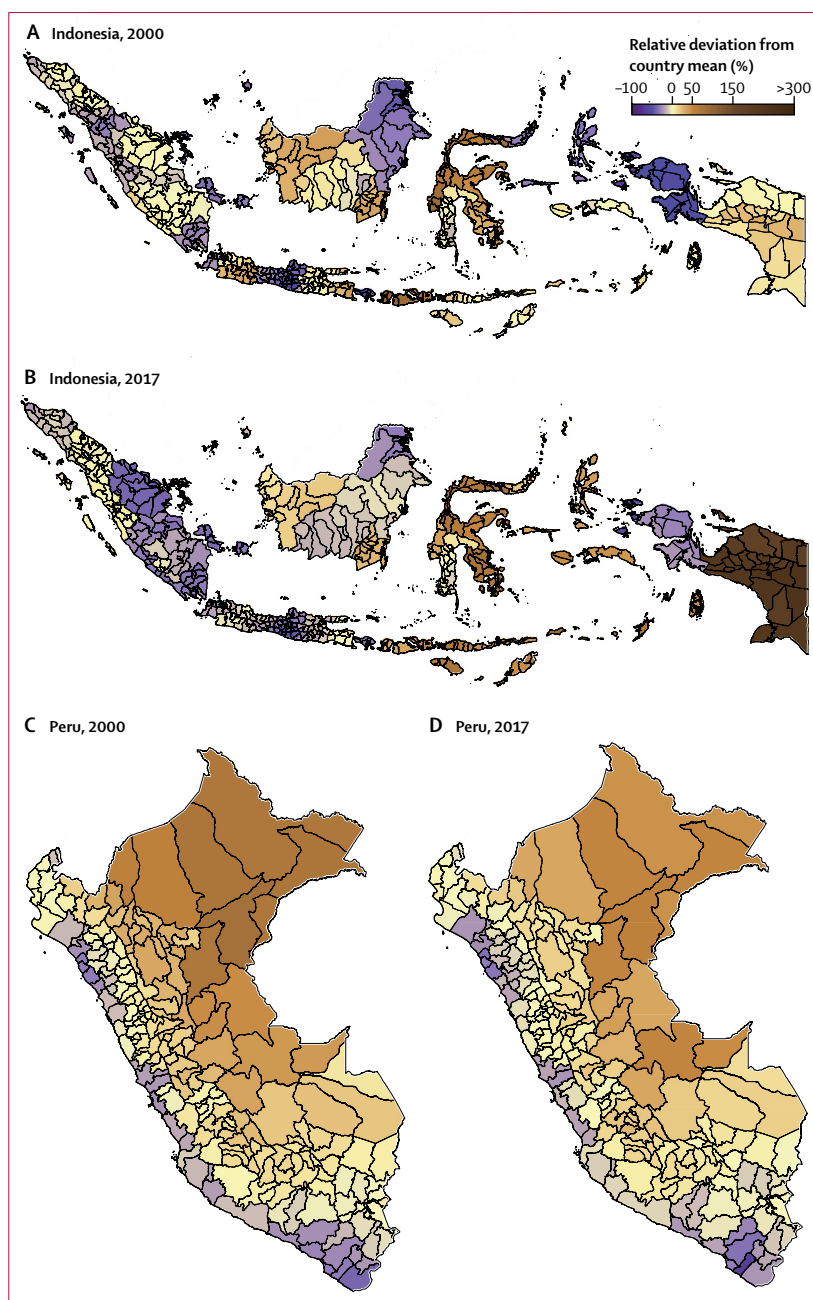 A Indonesia, 2000
Relative deviation from
country mean (%)
−100 0 50 150 >300
B Indonesia, 2017
C Peru, 2000
D Peru, 2017